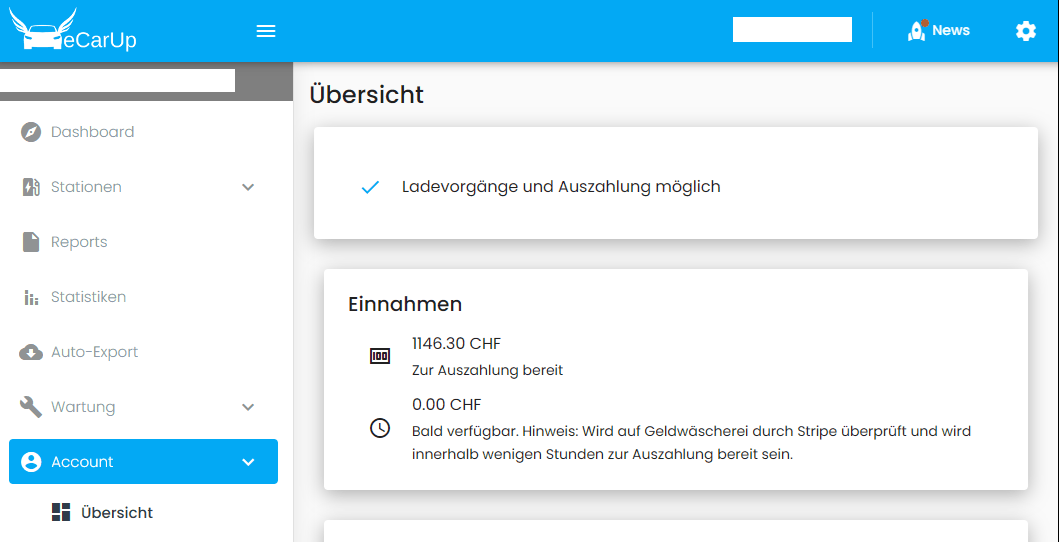 eCarUp
News
Dashboard
Stationen
Reports
Statistiken
Auto-Export
Wartung
Account
Übersicht
Übersicht
Ladevorgänge und Auszahlung möglich
Einnahmen
100
1146.30 CHF
Zur Auszahlung bereit
0.00 CHF
Bald verfügbar. Hinweis: Wird auf Geldwäscherei durch Stripe überprüft und wird
innerhalb wenigen Stunden zur Auszahlung bereit sein.